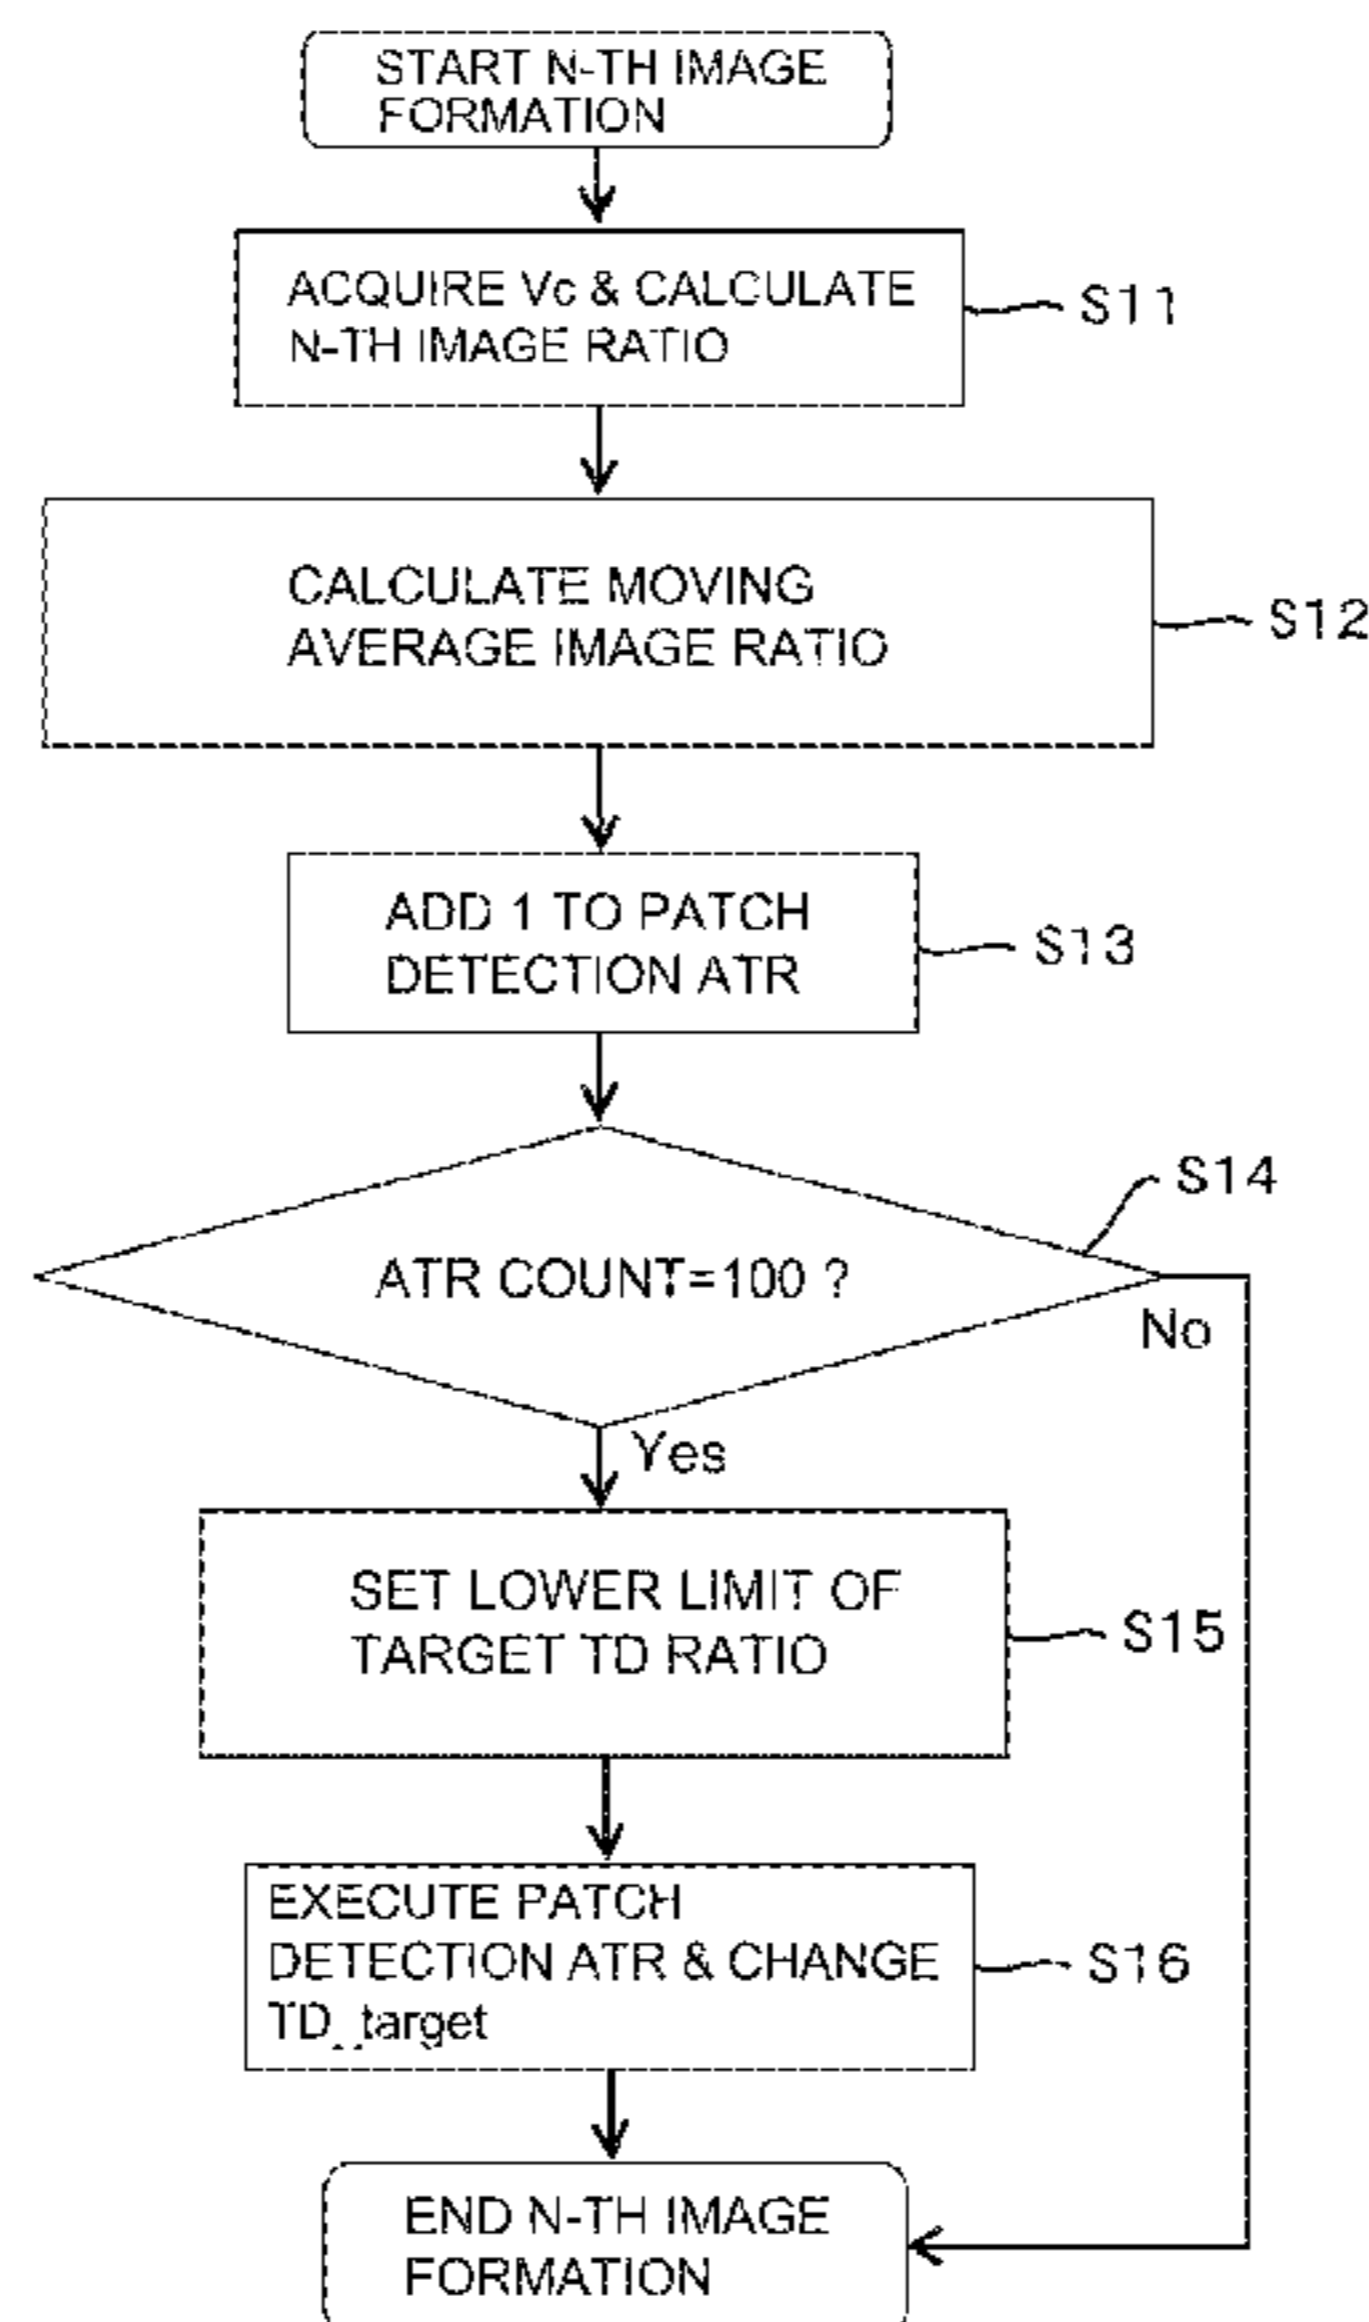 START N-TH IMAGE
FORMATION
ACQUIRE Vc & CALCULATE
N-TH IMAGE RATIO
S11
CALCULATE MOVING
AVERAGE IMAGE RATIO
S12
ADD 1 TO PATCH
DETECTION ATR
S13
S14
ATR COUNT=100 ?
No
Yes
SET LOWER LIMIT OF
TARGET TD RATIO
S15
EXECUTE PATCH
DETECTION ATR & CHANGE
TD_target
S16
END N-TH IMAGE
FORMATION